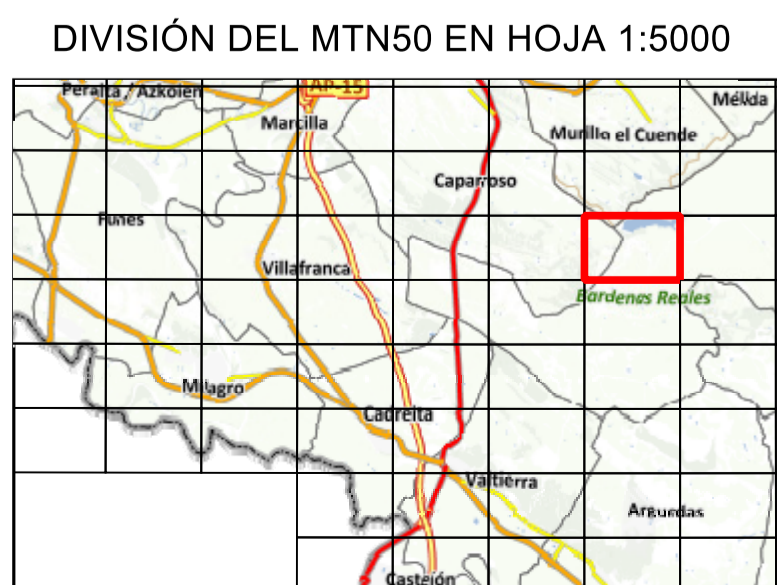 DIVISIÓN DEL MTN50 EN HOJA 1:5000
Peralta / Azkoien
AP-15
Mélida
Marcilla
Murillo el Cuende
Caparroso
Funes
Villafranca
Bardenas Reales
Milagro
Cadreita
Valtierra
Arguedas
Castejón